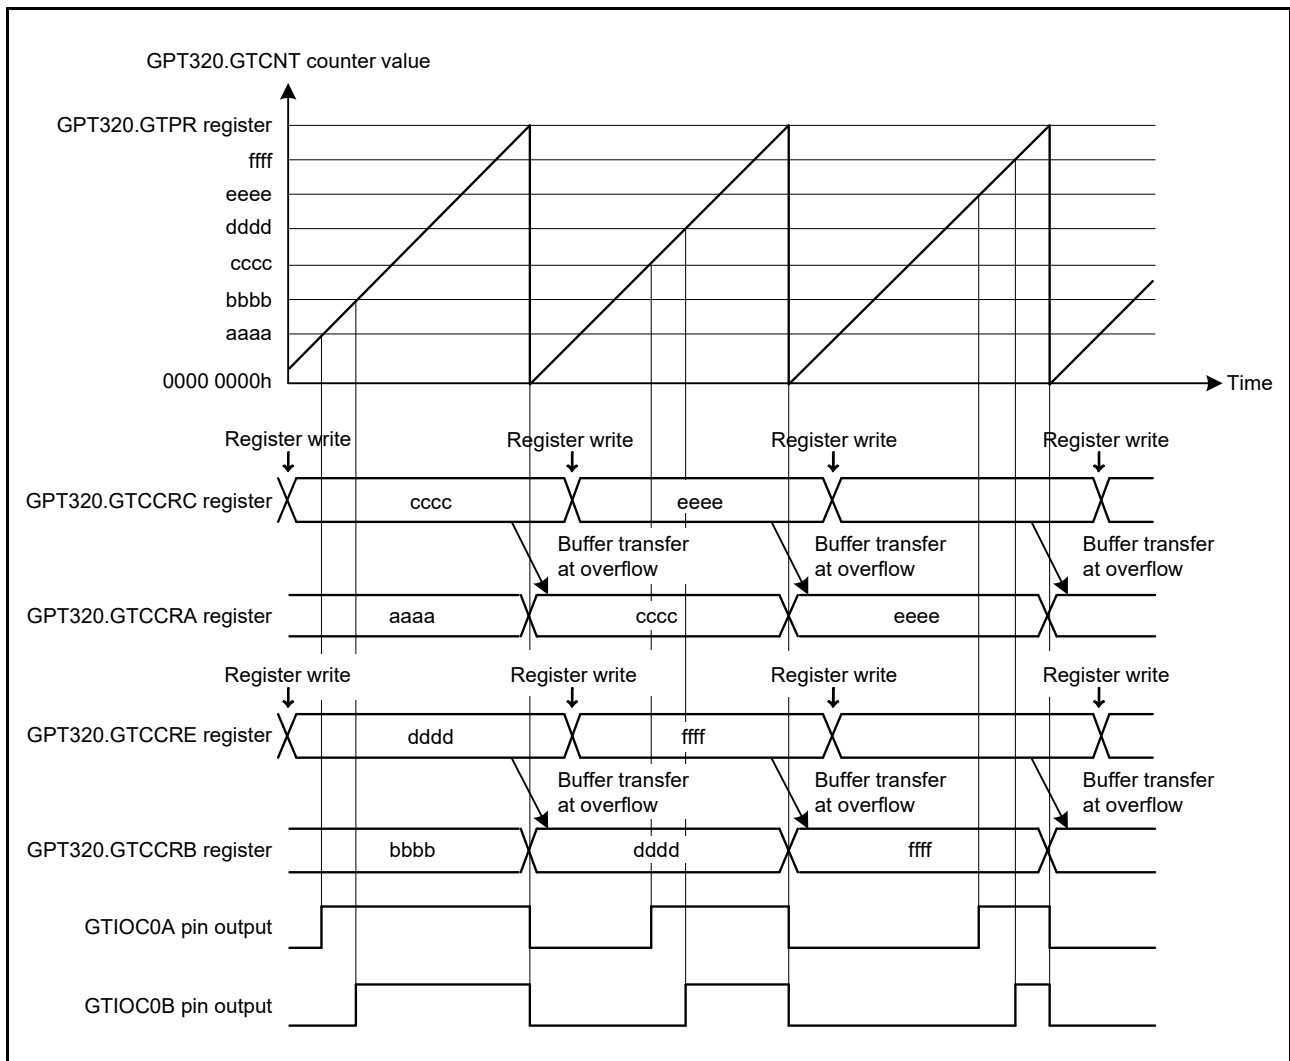 GPT320.GTCNT counter value
GPT320.GTPR register
ffff
eeee
dddd
cccc
bbbb
aaaa
0000 0000h
Time
Register write Register write Register write Register write
GPT320.GTCCRC register cccc eeee
Buffer transfer at overflow
Buffer transfer at overflow
Buffer transfer at overflow
GPT320.GTCCRA register aaaa cccc eeee
Register write Register write Register write Register write
GPT320.GTCCRE register dddd ffff
Buffer transfer at overflow
Buffer transfer at overflow
Buffer transfer at overflow
GPT320.GTCCRB register bbbb dddd ffff
GTIOC0A pin output
GTIOC0B pin output